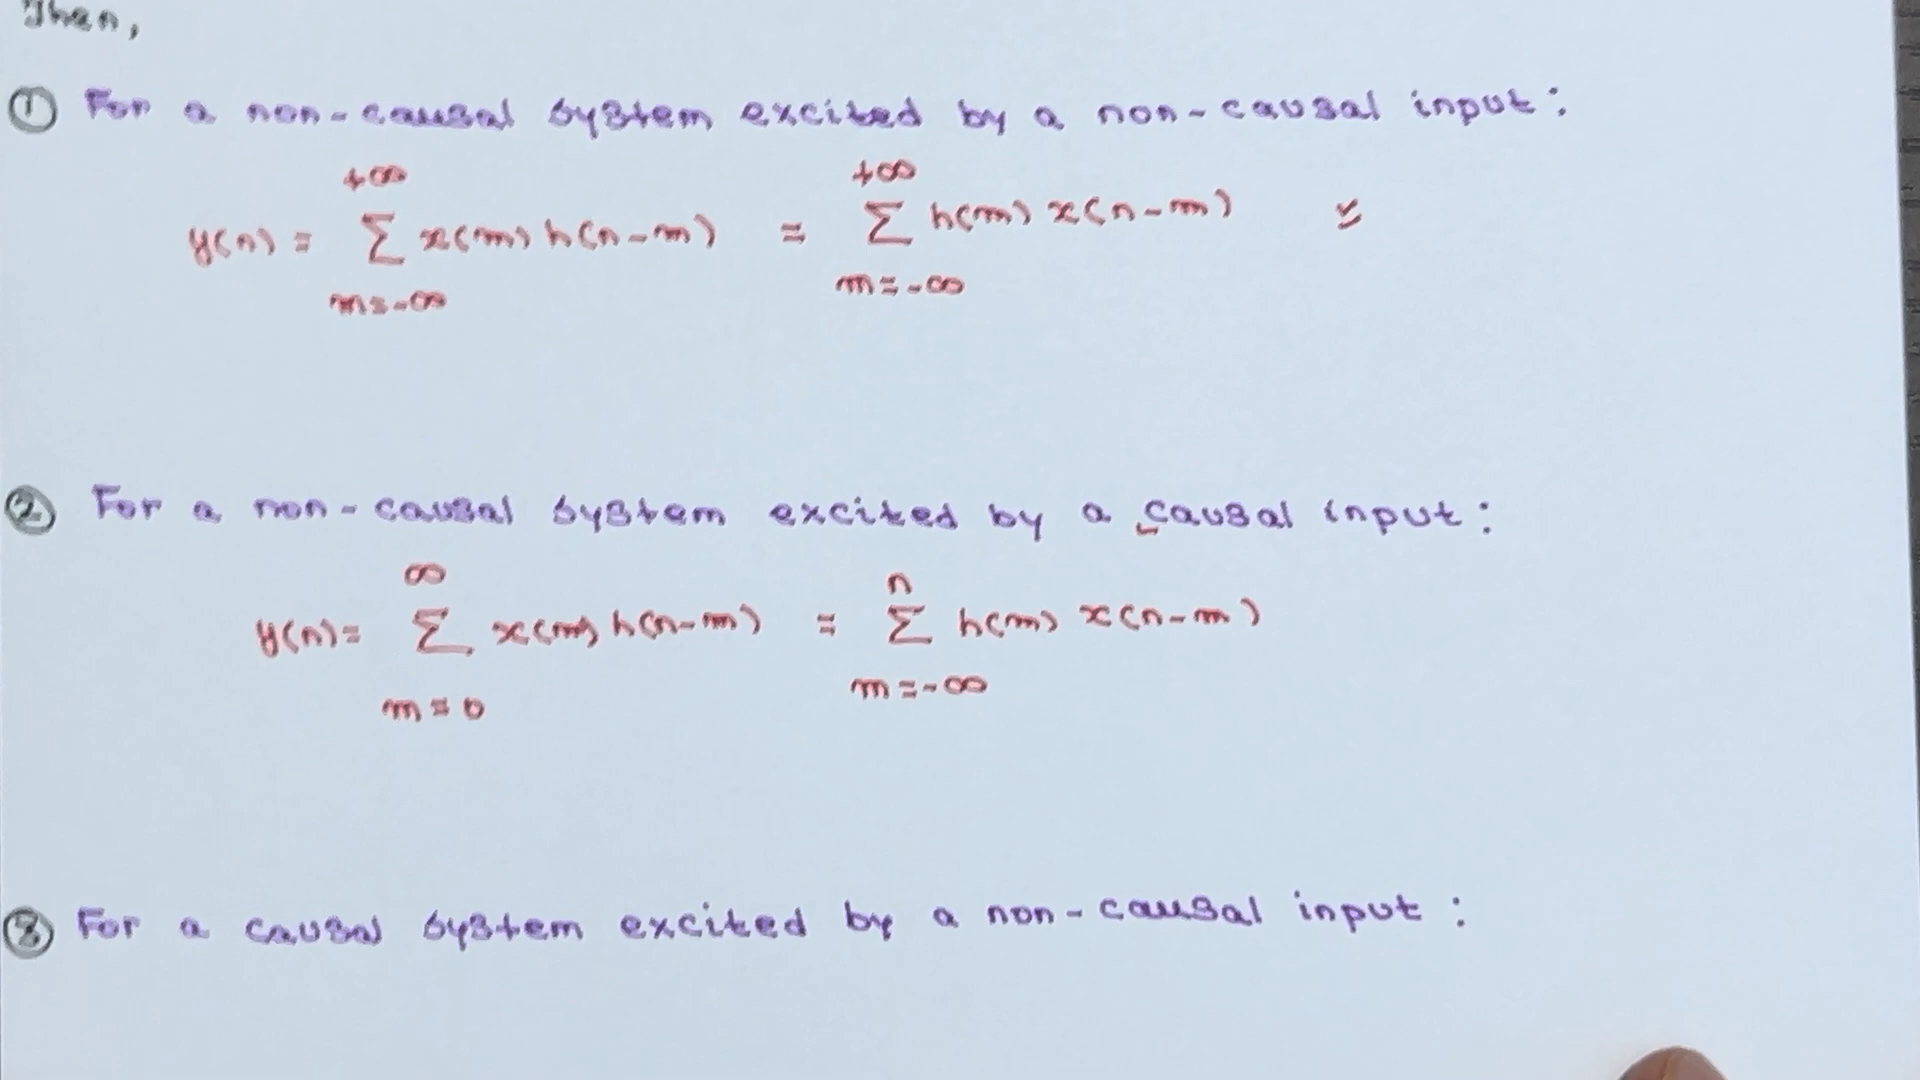 Then,
① For a non-causal system excited by a non-causal input:
+∞ +∞
y(n) = Σ x(m) h(n-m) = Σ h(m) x(n-m)
m=-∞ m=-∞
② For a non-causal system excited by a causal input:
∞ n
y(n) = Σ x(m) h(n-m) = Σ h(m) x(n-m)
m=0 m=-∞
③ For a causal system excited by a non-causal input: